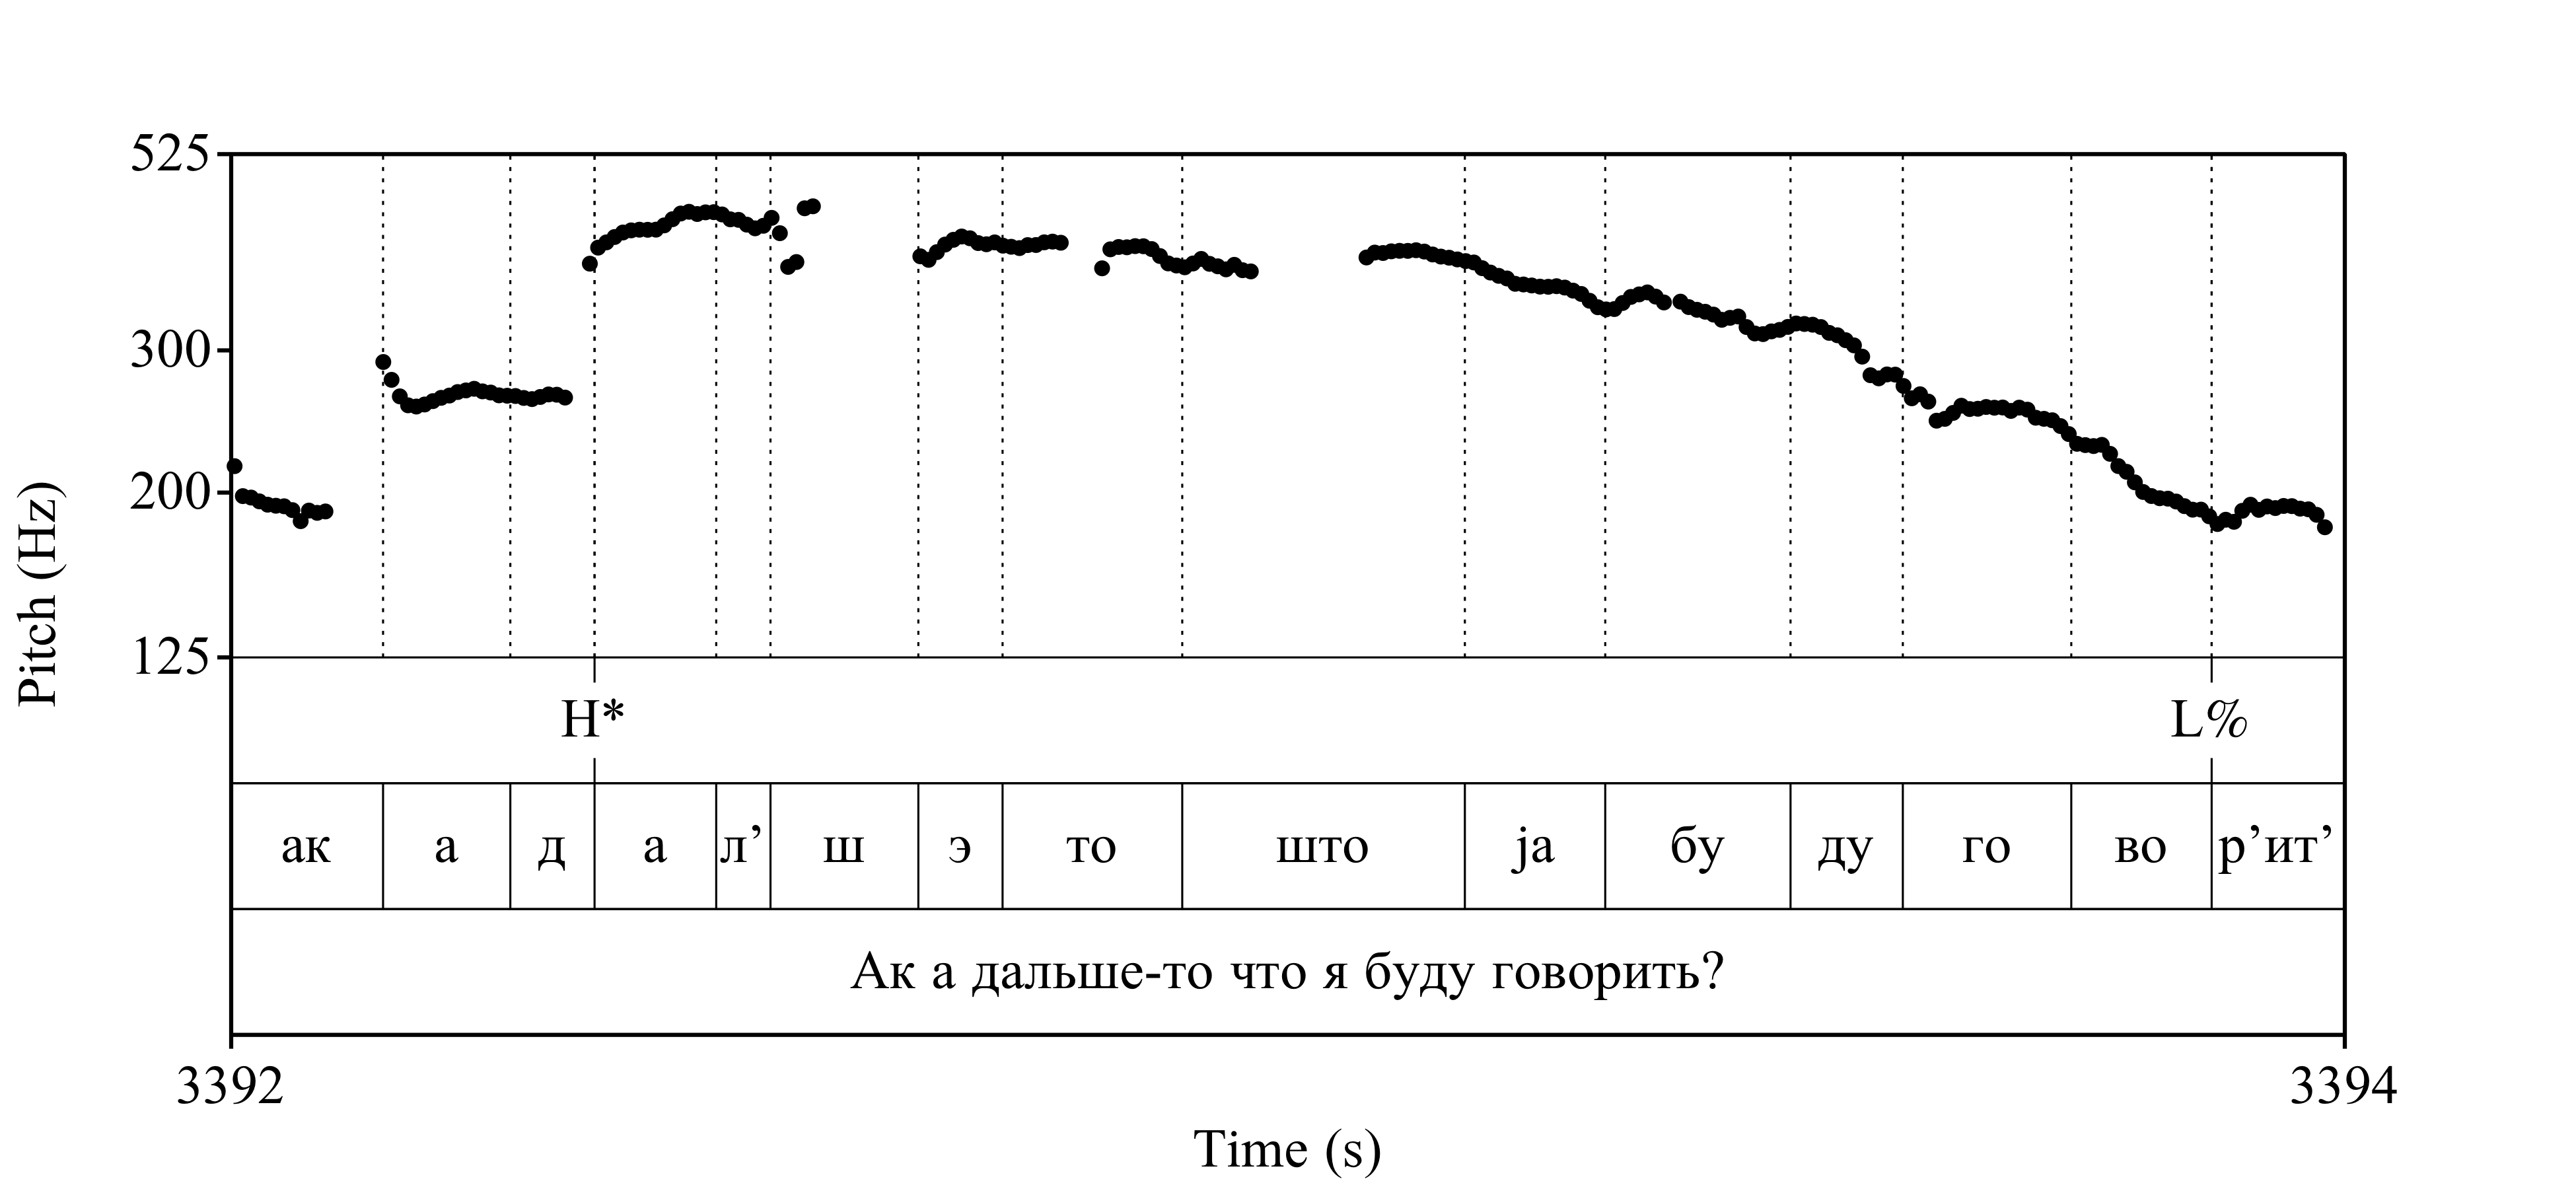 525
300
200
125
Pitch (Hz)
H* L%
ак а д а л’ ш э то што ја бу ду го во р’ит’
Ак а дальше-то что я буду говорить?
3392 3394
Time (s)